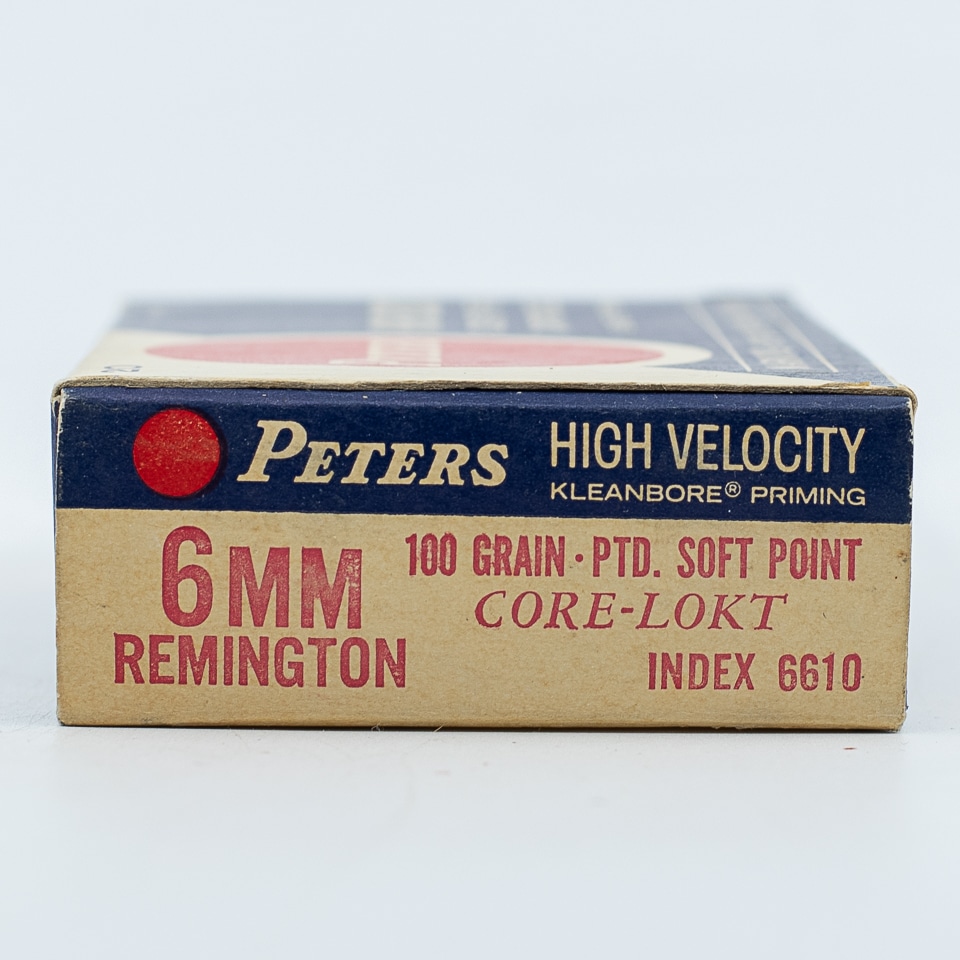 PETERS
HIGH VELOCITY
KLEANBORE® PRIMING
6MM
REMINGTON
100 GRAIN · PTD. SOFT POINT
CORE-LOKT
INDEX 6610